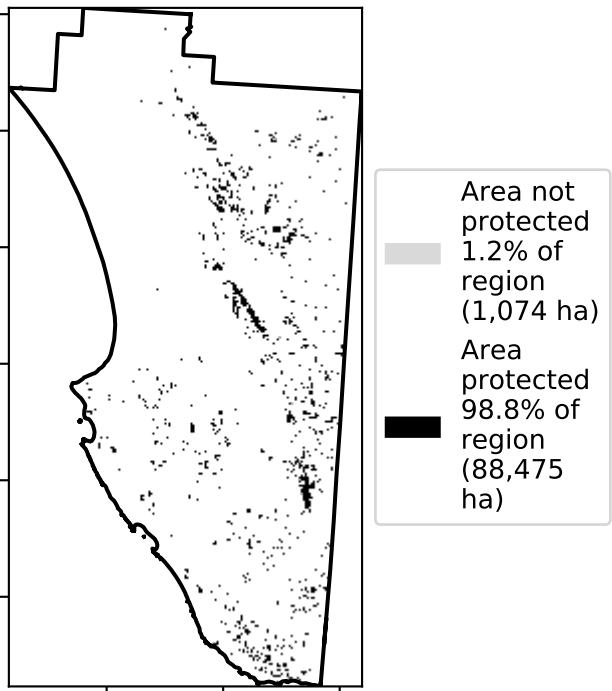 Area not
protected
1.2% of
region
(1,074 ha)
Area
protected
98.8% of
region
(88,475
ha)